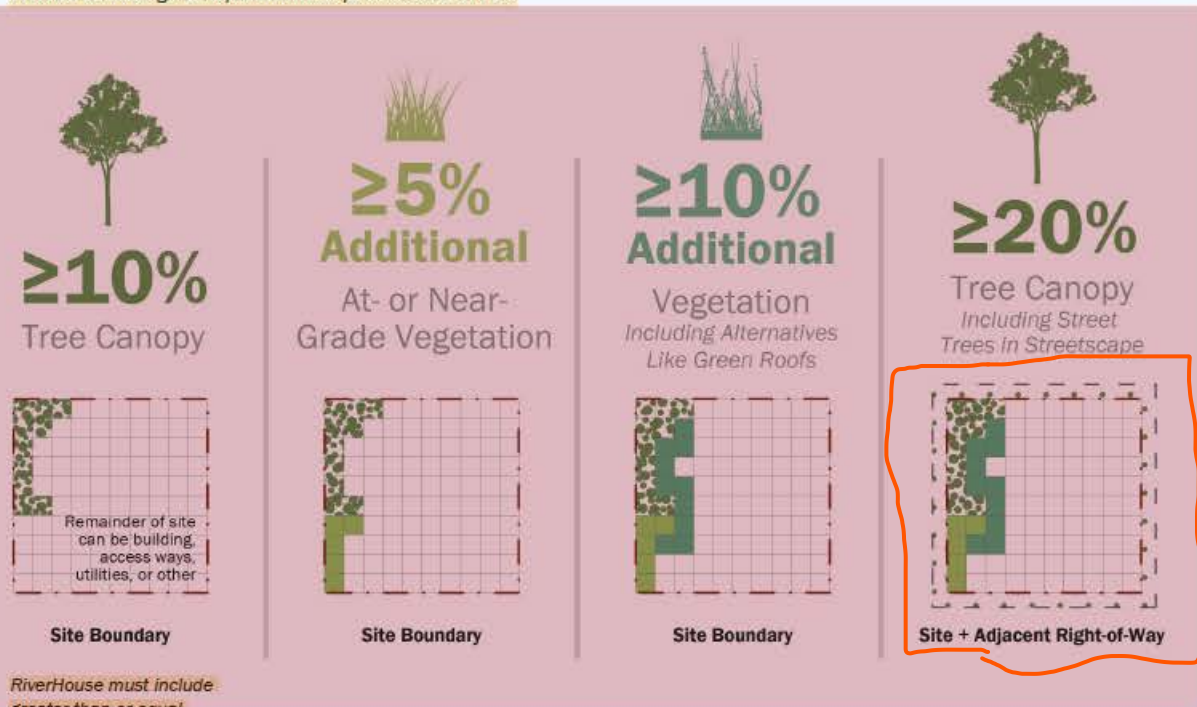 ≥10%
Tree Canopy
Remainder of site
can be building,
access ways,
utilities, or other
Site Boundary
≥5%
Additional
At- or Near-
Grade Vegetation
Site Boundary
≥10%
Additional
Vegetation
Including Alternatives
Like Green Roofs
Site Boundary
≥20%
Tree Canopy
Including Street
Trees in Streetscape
Site + Adjacent Right-of-Way
RiverHouse must include